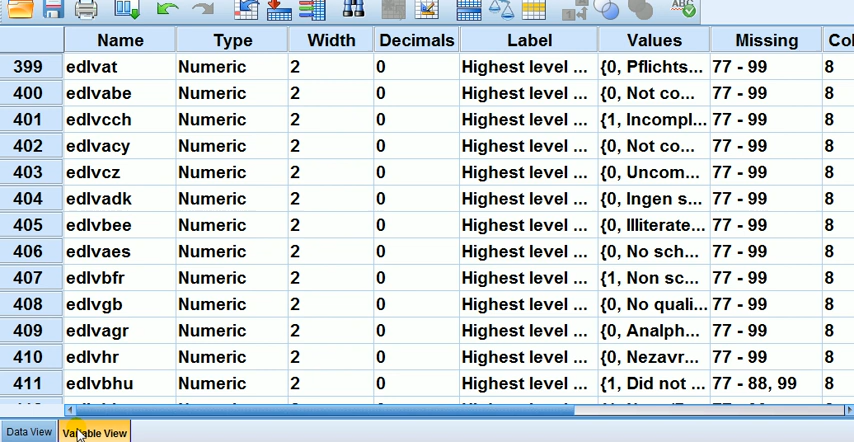 Name Type Width Decimals Label Values Missing Col
399 edlvat Numeric 2 0 Highest level ... {0, Pflichts... 77 - 99 8
400 edlvabe Numeric 2 0 Highest level ... {0, Not co... 77 - 99 8
401 edlvcch Numeric 2 0 Highest level ... {1, Incompl... 77 - 99 8
402 edlvacy Numeric 2 0 Highest level ... {0, Not co... 77 - 99 8
403 edlvcz Numeric 2 0 Highest level ... {0, Uncom... 77 - 99 8
404 edlvadk Numeric 2 0 Highest level ... {0, Ingen s... 77 - 99 8
405 edlvbee Numeric 2 0 Highest level ... {0, Illiterate... 77 - 99 8
406 edlvaes Numeric 2 0 Highest level ... {0, No sch... 77 - 99 8
407 edlvbfr Numeric 2 0 Highest level ... {1, Non sc... 77 - 99 8
408 edlvgb Numeric 2 0 Highest level ... {0, No quali... 77 - 99 8
409 edlvagr Numeric 2 0 Highest level ... {0, Analph... 77 - 99 8
410 edlvhr Numeric 2 0 Highest level ... {0, Nezavr... 77 - 99 8
411 edlvbhu Numeric 2 0 Highest level ... {1, Did not ... 77 - 88, 99 8
Data View Variable View